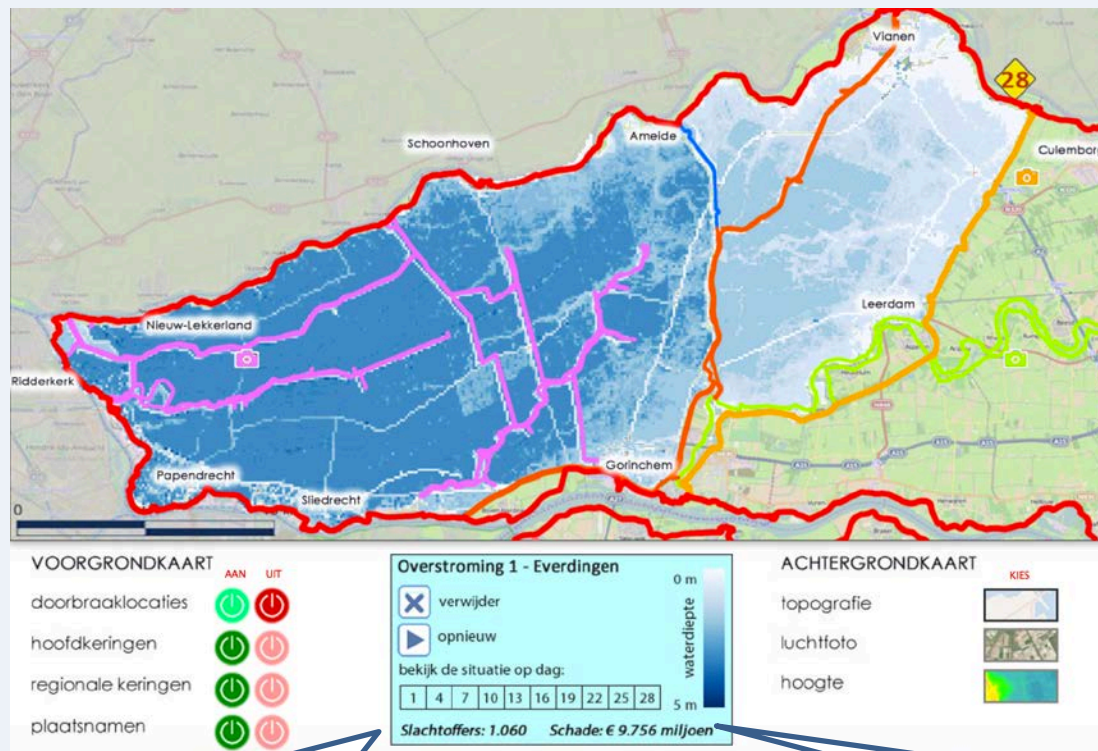 Vianen
28
Ameide
Schoonhoven
Culemborg
Leerdam
Nieuw-Lekkerland
Ridderkerk
Gorinchem
Papendrecht
Sliedrecht
0
VOORGRONDKAART
AAN UIT
doorbraaklocaties
hoofdkeringen
regionale keringen
plaatsnamen
Overstroming 1 - Everdingen
verwijder
opnieuw
bekijk de situatie op dag:
1 4 7 10 13 16 19 22 25 28
Slachtoffers: 1.060 Schade: € 9.756 miljoen
0 m
waterdiepte
5 m
ACHTERGRONDKAART
KIES
topografie
luchtfoto
hoogte